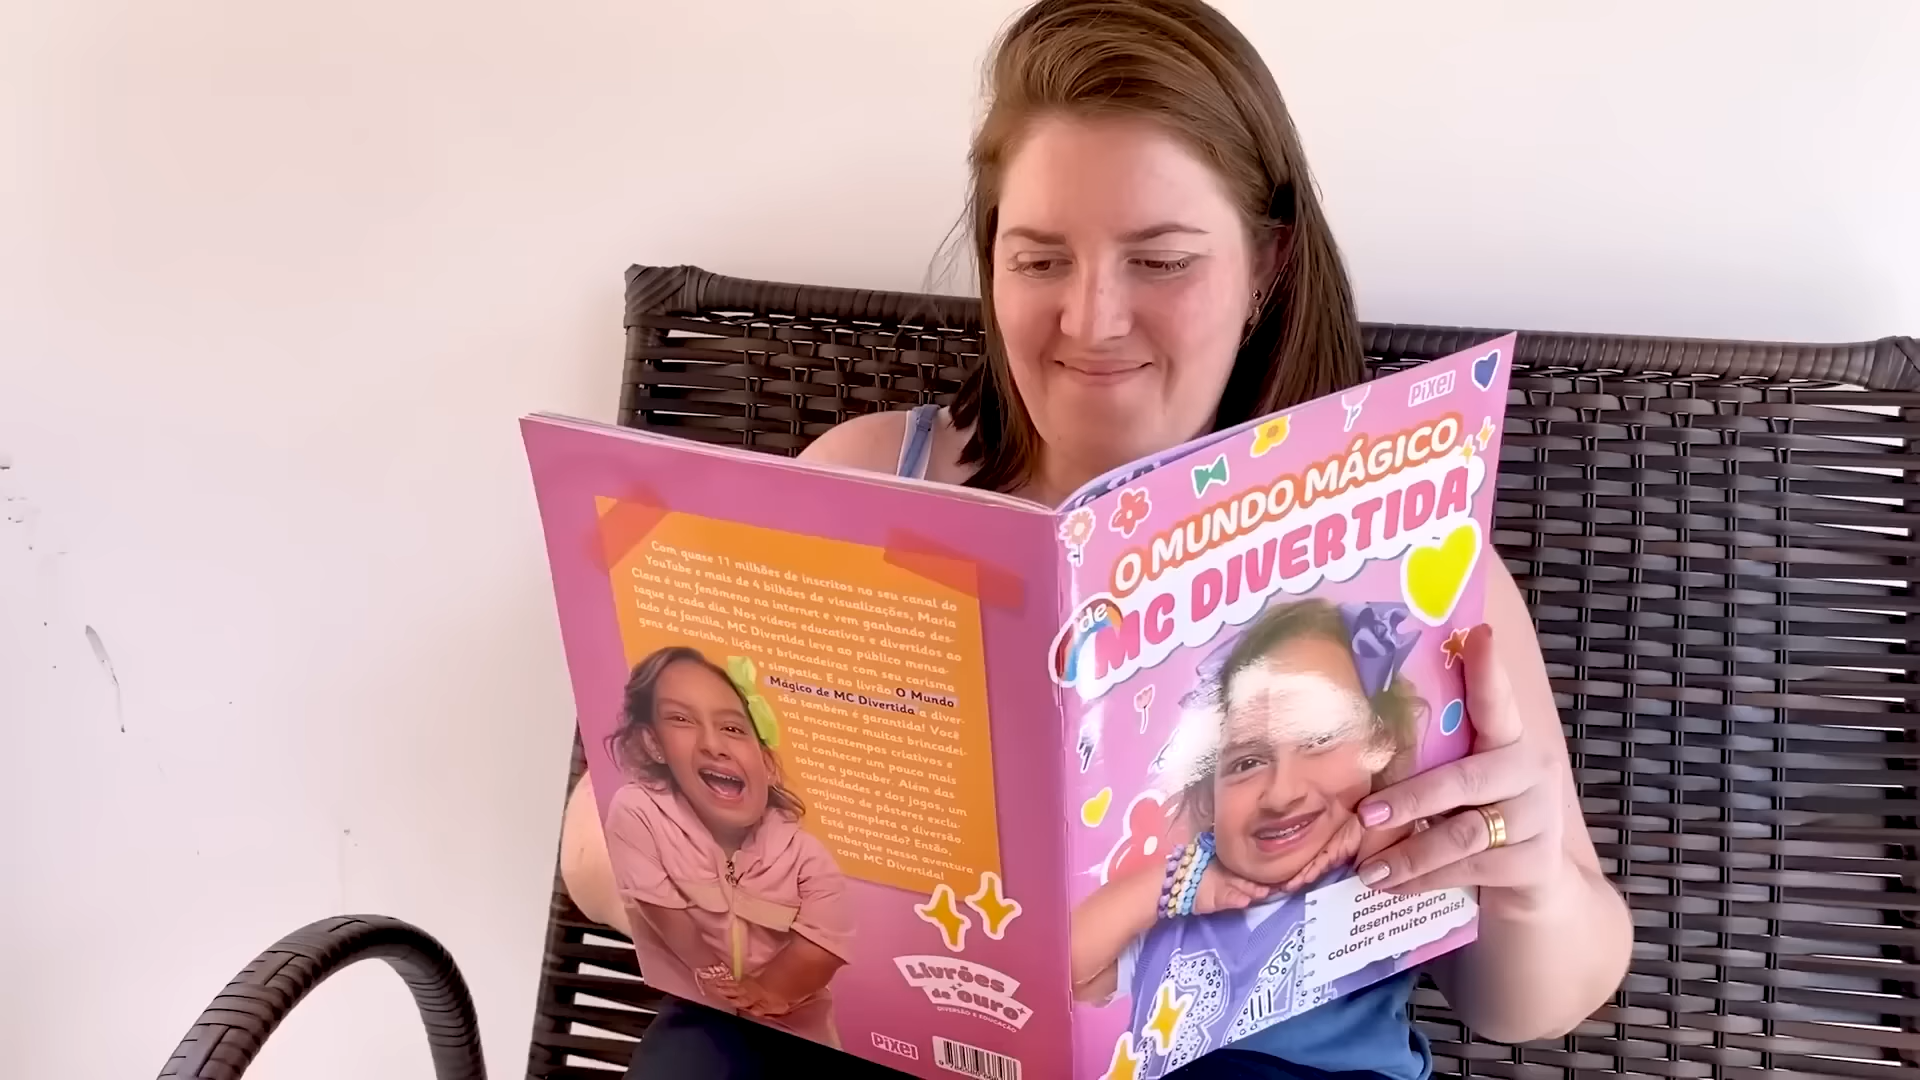 Com quase 11 milhões de inscritos no seu canal do
YouTube e mais de 4 bilhões de visualizações, Maria
Clara é um fenômeno na internet e vem ganhando des-
taque a cada dia. Nos vídeos educativos e divertidos ao
lado da família, MC Divertida leva ao público mensa-
gens de carinho, lições e brincadeiras com seu carisma
e simpatia. E no livrão O Mundo
Mágico de MC Divertida a diver-
são também é garantida! Você
vai encontrar muitas brincadei-
ras, passatempos criativos e
vai conhecer um pouco mais
sobre a youtuber. Além das
curiosidades e dos jogos, um
conjunto de pôsteres exclu-
sivos completa a diversão.
Está preparado? Então,
embarque nessa aventura
com MC Divertida!
Livrões
de ouro
DIVERSÃO E EDUCAÇÃO
Pixel
Pixel
O MUNDO MÁGICO
de
MC DIVERTIDA
desenhos para
colorir e muito mais!